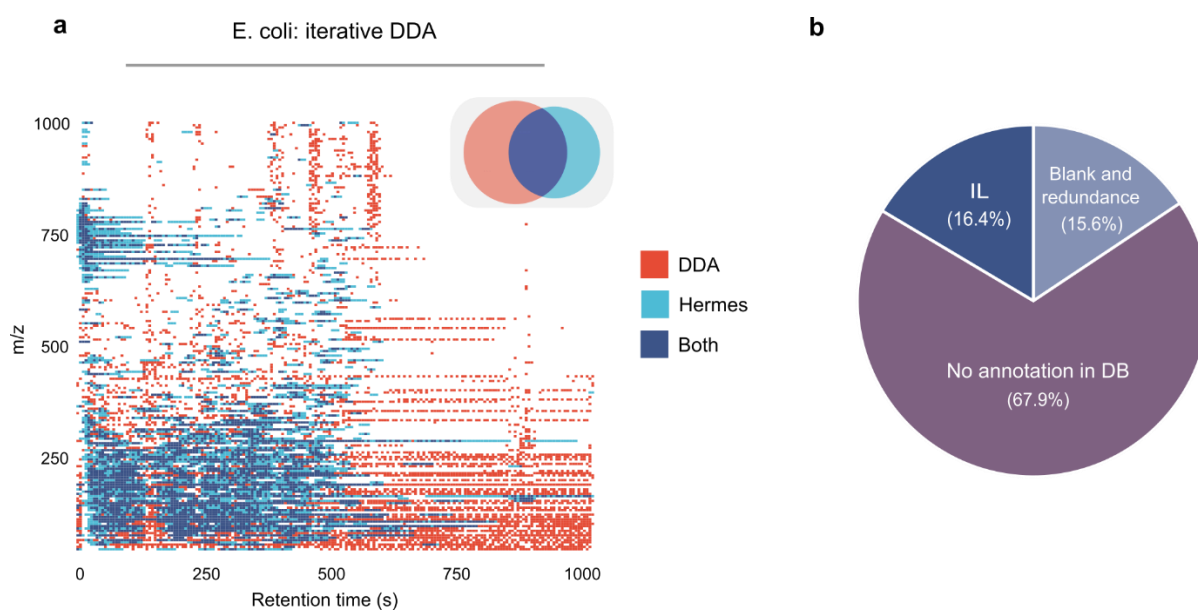 a
E. coli: iterative DDA
1000
750
500
250
m/z
0 250 500 750 1000
Retention time (s)
DDA
Hermes
Both
b
IL
(16.4%)
Blank and
redundance
(15.6%)
No annotation in DB
(67.9%)